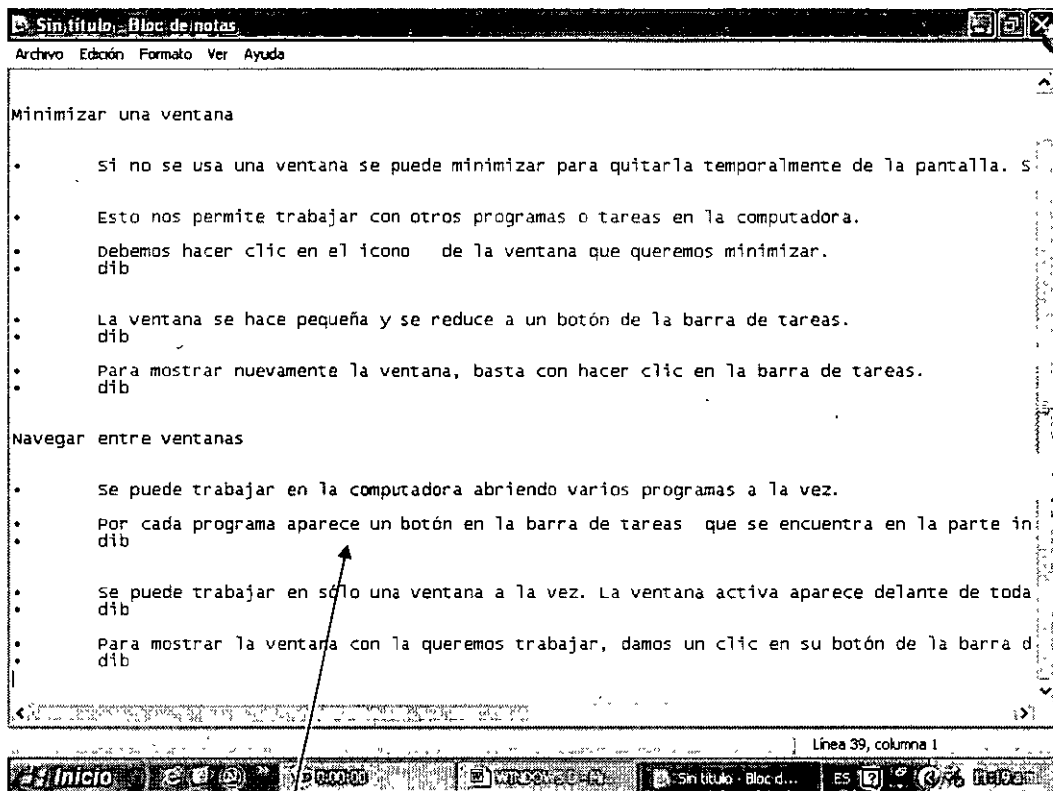 Sin título - Bloc de notas
Archivo Edición Formato Ver Ayuda
Minimizar una ventana
• Si no se usa una ventana se puede minimizar para quitarla temporalmente de la pantalla. S
• Esto nos permite trabajar con otros programas o tareas en la computadora.
• Debemos hacer clic en el icono de la ventana que queremos minimizar.
• dib
• La ventana se hace pequeña y se reduce a un botón de la barra de tareas.
• dib
• Para mostrar nuevamente la ventana, basta con hacer clic en la barra de tareas.
• dib
Navegar entre ventanas
• Se puede trabajar en la computadora abriendo varios programas a la vez.
• Por cada programa aparece un botón en la barra de tareas que se encuentra en la parte in
• dib
• Se puede trabajar en sólo una ventana a la vez. La ventana activa aparece delante de toda
• dib
• Para mostrar la ventana con la queremos trabajar, damos un clic en su botón de la barra d
• dib
Línea 39, columna 1
Inicio 0:00:00 Sin título - Bloc d... ES